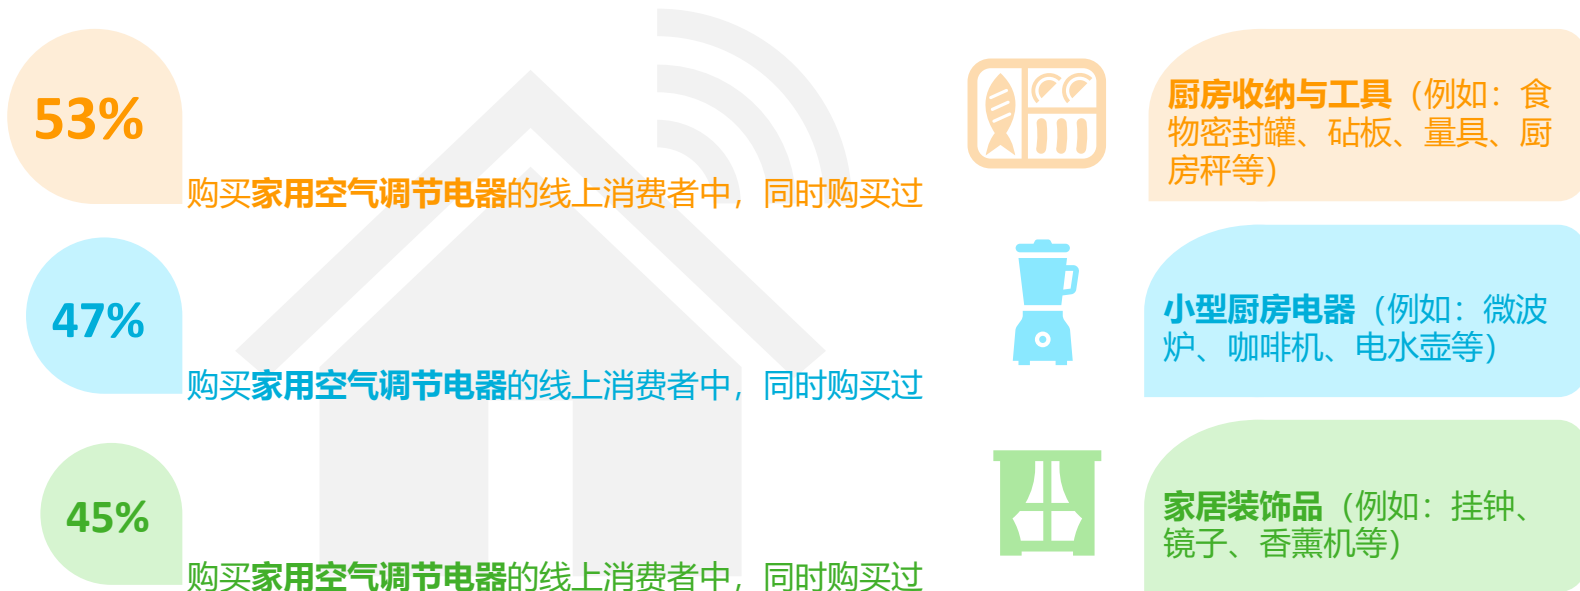 53%
购买家用空气调节电器的线上消费者中，同时购买过
厨房收纳与工具（例如：食
物密封罐、砧板、量具、厨
房秤等）
47%
购买家用空气调节电器的线上消费者中，同时购买过
小型厨房电器（例如：微波
炉、咖啡机、电水壶等）
45%
购买家用空气调节电器的线上消费者中，同时购买过
家居装饰品（例如：挂钟、
镜子、香薰机等）